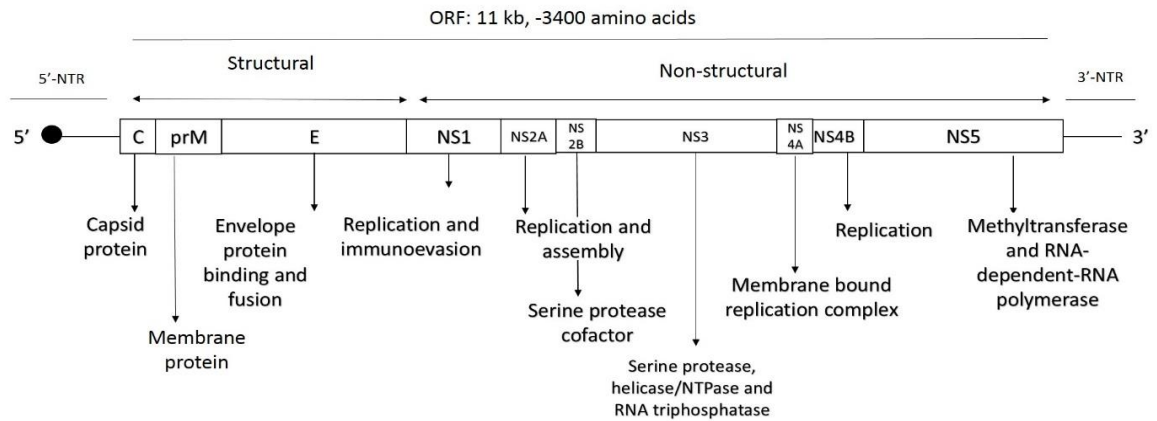 ORF: 11 kb, -3400 amino acids
Structural
Non-structural
5’-NTR
3’-NTR
5’
C
prM
E
NS1
NS2A
NS
2B
NS3
NS
4A
NS4B
NS5
3’
Capsid
protein
Membrane
protein
Envelope
protein
binding and
fusion
Replication and
immunoevasion
Replication and
assembly
Serine protease
cofactor
Serine protease,
helicase/NTPase and
RNA triphosphatase
Membrane bound
replication complex
Replication
Methyltransferase
and RNA-
dependent-RNA
polymerase